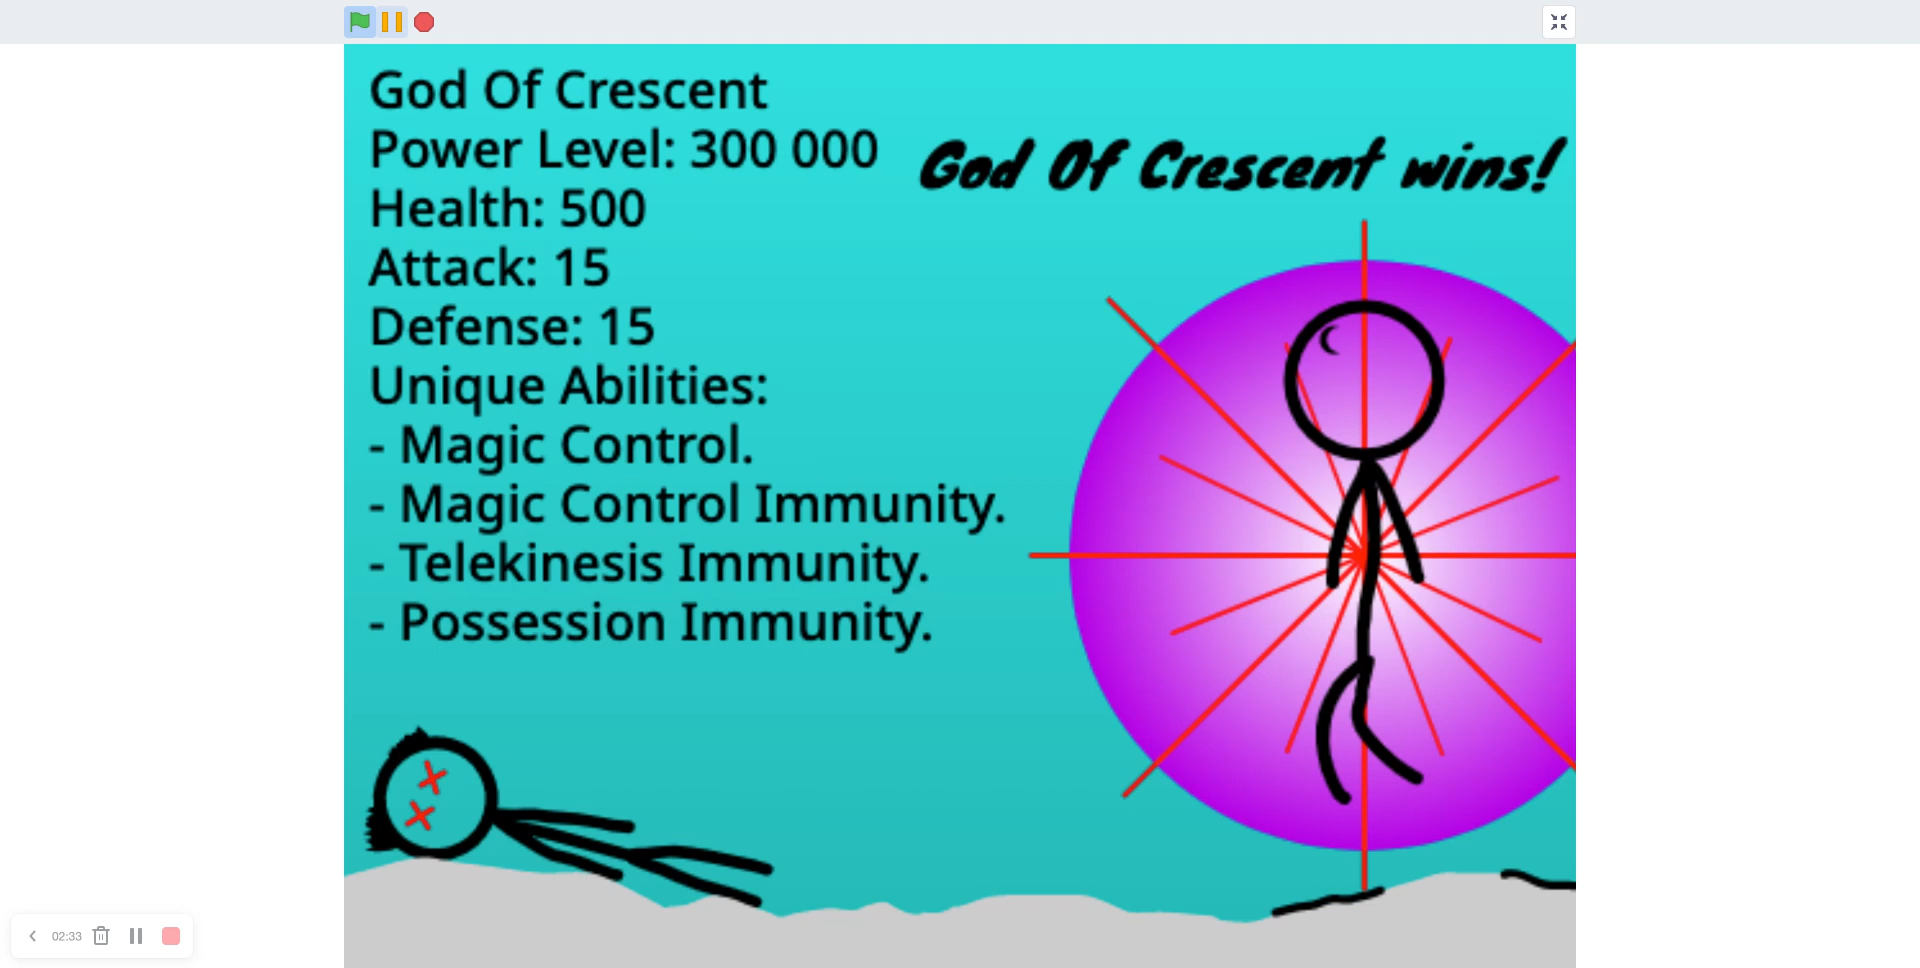 God Of Crescent
Power Level: 300 000
God Of Crescent wins!
Health: 500
Attack: 15
Defense: 15
Unique Abilities:
- Magic Control.
- Magic Control Immunity.
- Telekinesis Immunity.
- Possession Immunity.
02:33